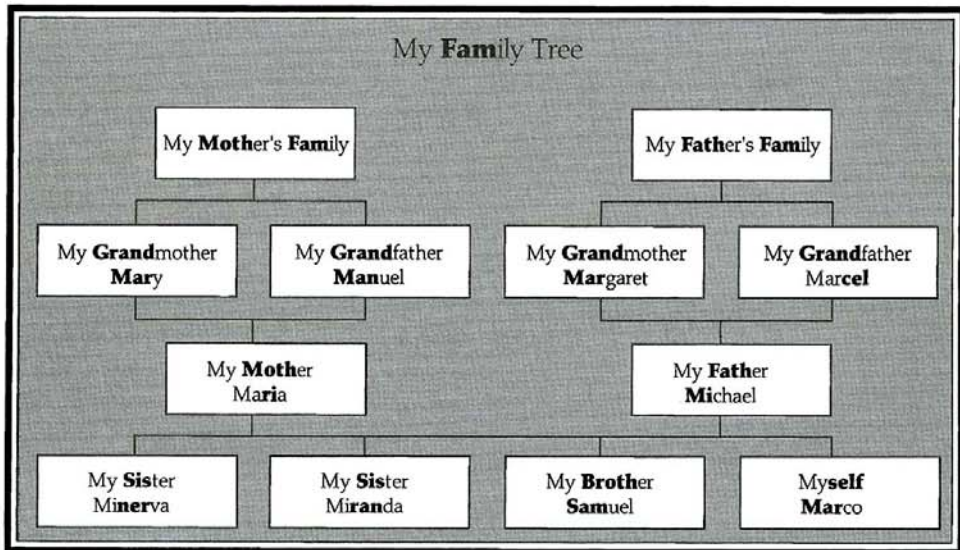 My Family Tree
My Mother's Family
My Father's Family
My Grandmother
Mary
My Grandfather
Manuel
My Grandmother
Margaret
My Grandfather
Marcel
My Mother
Maria
My Father
Michael
My Sister
Minerva
My Sister
Miranda
My Brother
Samuel
Myself
Marco